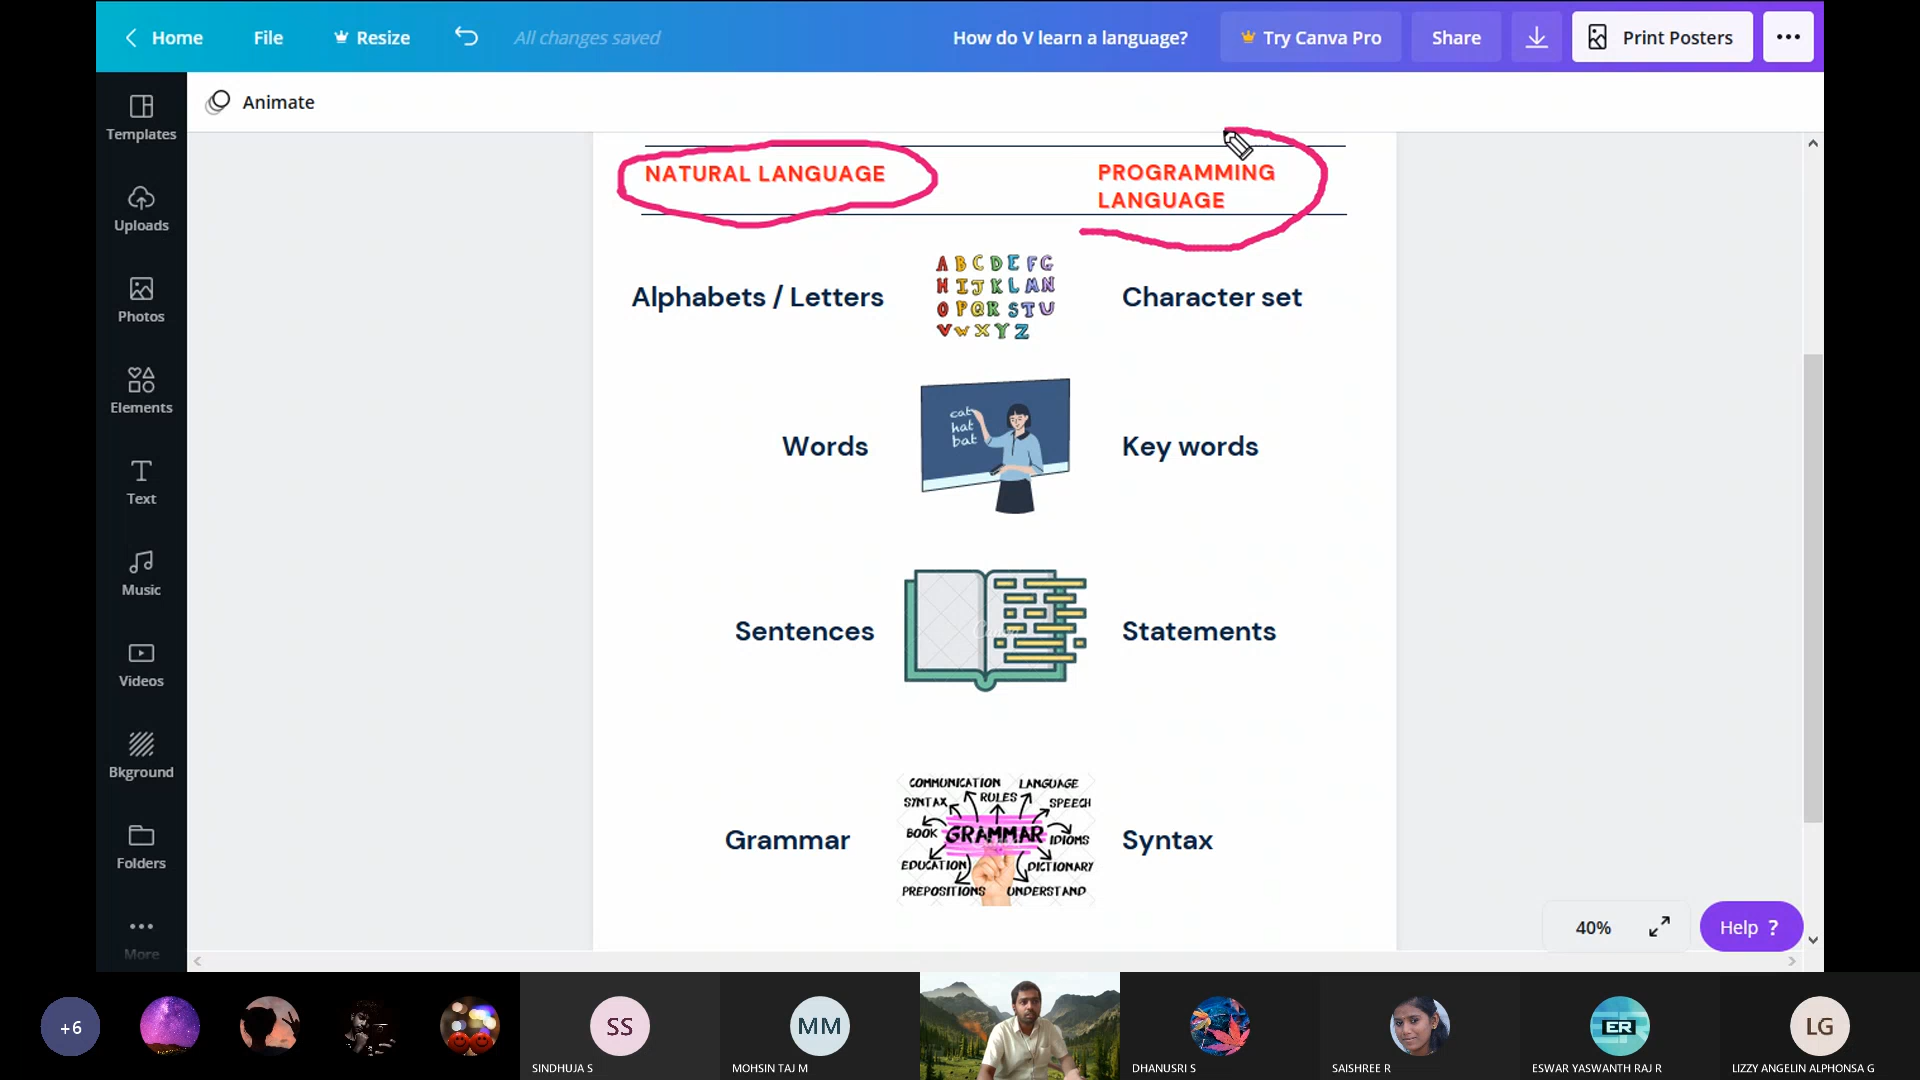 Home
File
Resize
All changes saved
How do V learn a language?
Try Canva Pro
Share
Print Posters
Animate
Templates
Uploads
Photos
Elements
Text
Music
Videos
Bkground
Folders
More
NATURAL LANGUAGE
PROGRAMMING
LANGUAGE
Alphabets / Letters
A B C D E F G
H I J K L M N
O P Q R S T U
V W X Y Z
Character set
Words
cat
hat
bat
Key words
Sentences
Canva
Statements
Grammar
COMMUNICATION LANGUAGE
SYNTAX RULES SPEECH
BOOK GRAMMAR IDIOMS
EDUCATION DICTIONARY
PREPOSITIONS UNDERSTAND
Syntax
40%
Help ?
+6
SS
SINDHUJA S
MM
MOHSIN TAJ M
DHANUSRI S
SAISHREE R
ER
ESWAR YASWANTH RAJ R
LG
LIZZY ANGELIN ALPHONSA G